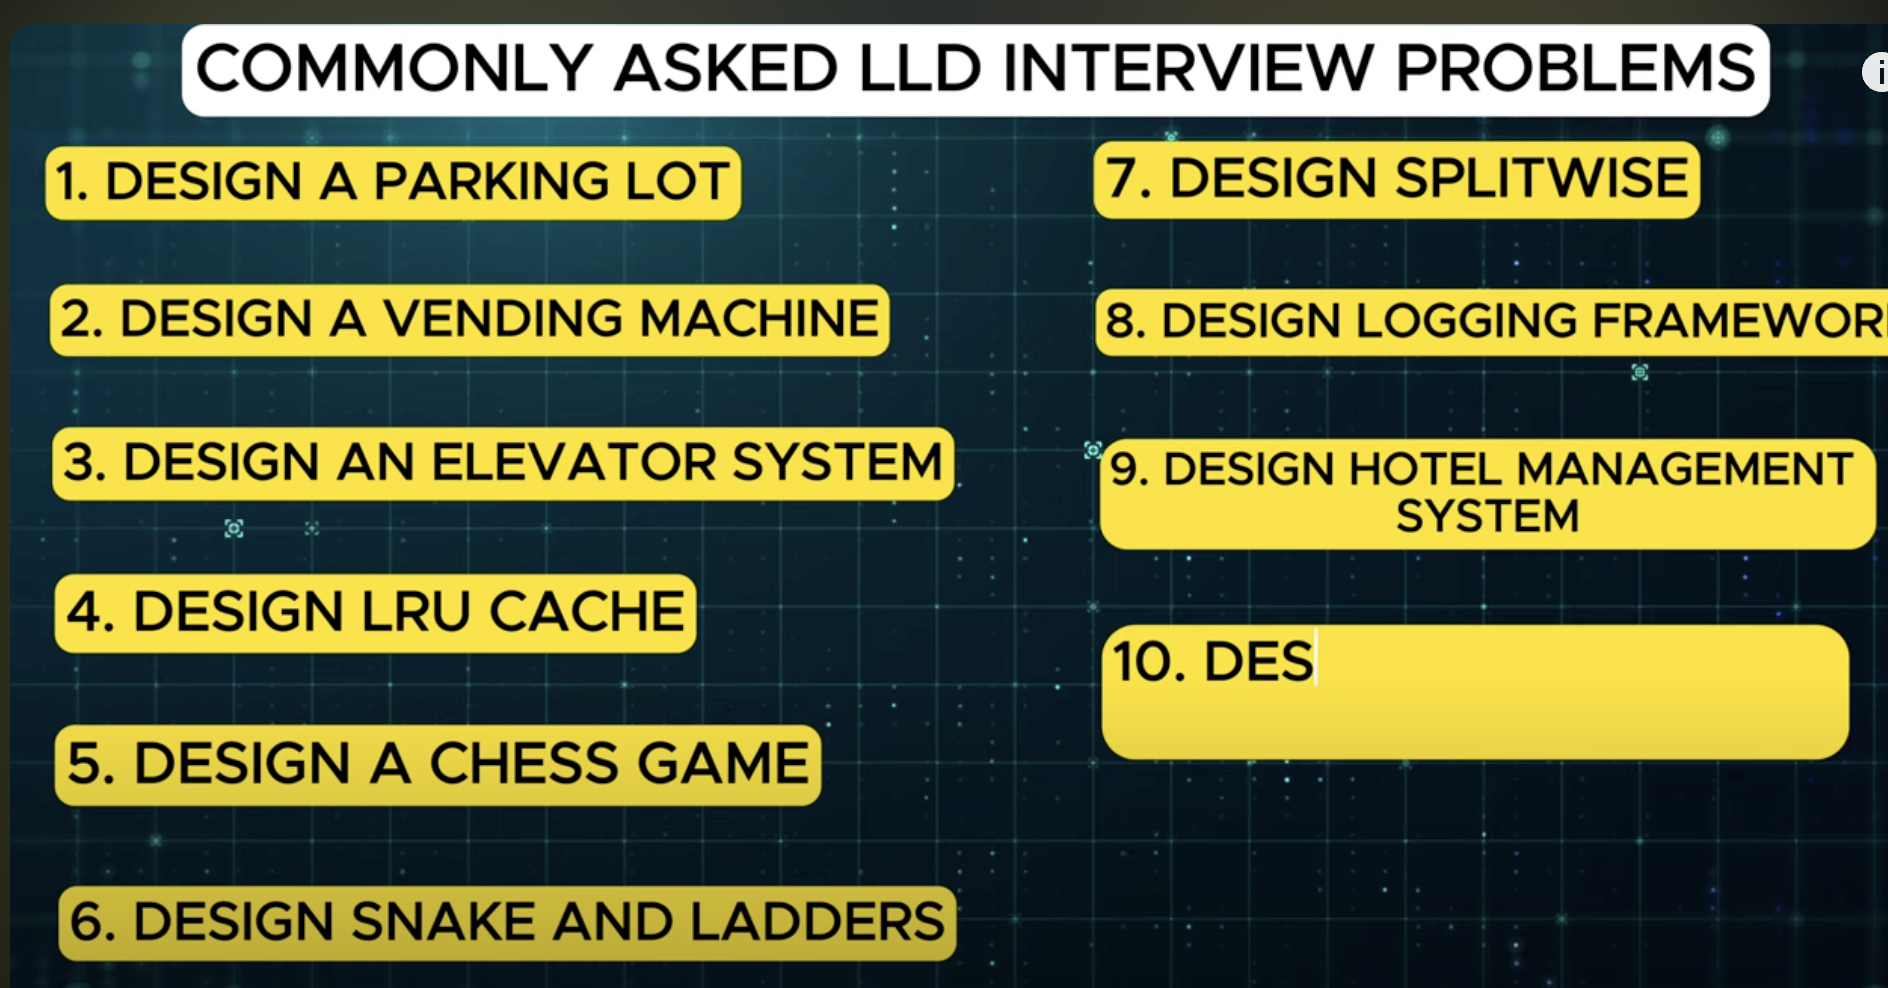 COMMONLY ASKED LLD INTERVIEW PROBLEMS
1. DESIGN A PARKING LOT
2. DESIGN A VENDING MACHINE
3. DESIGN AN ELEVATOR SYSTEM
4. DESIGN LRU CACHE
5. DESIGN A CHESS GAME
6. DESIGN SNAKE AND LADDERS
7. DESIGN SPLITWISE
8. DESIGN LOGGING FRAMEWOR
9. DESIGN HOTEL MANAGEMENT
SYSTEM
10. DES